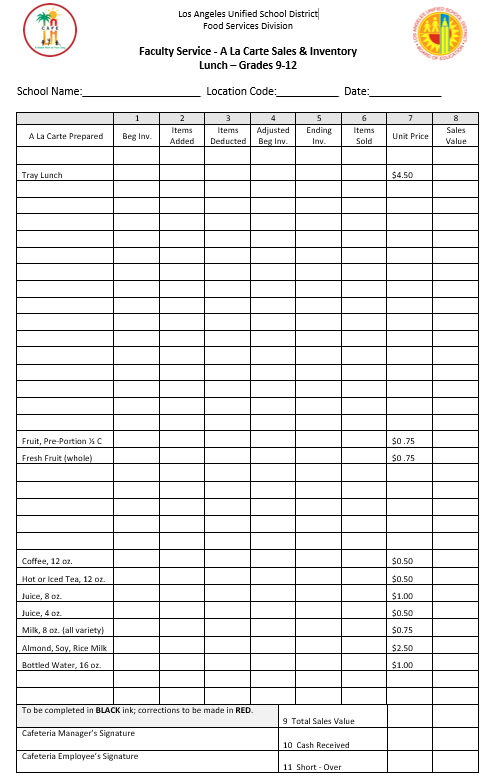 Los Angeles Unified School District
Food Services Division
Faculty Service - A La Carte Sales & Inventory
Lunch – Grades 9-12
School Name:____________________ Location Code:__________ Date:____________
1 2 3 4 5 6 7 8
A La Carte Prepared Beg Inv. Items Added Items Deducted Adjusted Beg Inv. Ending Inv. Items Sold Unit Price Sales Value
Tray Lunch $4.50
Fruit, Pre-Portion ½ C $0 .75
Fresh Fruit (whole) $0 .75
Coffee, 12 oz. $0.50
Hot or Iced Tea, 12 oz. $0.50
Juice, 8 oz. $1.00
Juice, 4 oz. $0.50
Milk, 8 oz. (all variety) $0.75
Almond, Soy, Rice Milk $2.50
Bottled Water, 16 oz. $1.00
To be completed in BLACK ink; corrections to be made in RED.
9 Total Sales Value
Cafeteria Manager's Signature
10 Cash Received
Cafeteria Employee's Signature
11 Short - Over